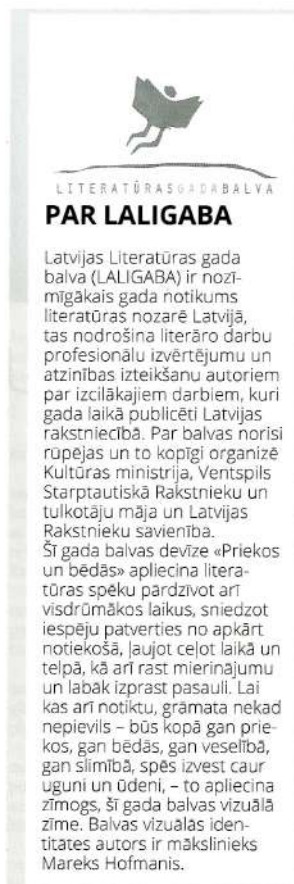 LITERATŪRASGADABALVA
PAR LALIGABA
Latvijas Literatūras gada
balva (LALIGABA) ir nozī-
mīgākais gada notikums
literatūras nozarē Latvijā,
tas nodrošina literāro darbu
profesionālu izvērtējumu un
atzinības izteikšanu autoriem
par izcilākajiem darbiem, kuri
gada laikā publicēti Latvijas
rakstniecībā. Par balvas norisi
rūpējas un to kopīgi organizē
Kultūras ministrija, Ventspils
Starptautiskā Rakstnieku un
tulkotāju māja un Latvijas
Rakstnieku savienība.
Šī gada balvas devīze «Priekos
un bēdās» apliecina litera-
tūras spēku pārdzīvot arī
visdrūmākos laikus, sniedzot
iespēju patverties no apkārt
notiekošā, ļaujot ceļot laikā un
telpā, kā arī rast mierinājumu
un labāk izprast pasauli. Lai
kas arī notiktu, grāmata nekad
nepievils – būs kopā gan prie-
kos, gan bēdās, gan veselībā,
gan slimībā, spēs izvest caur
uguni un ūdeni, – to apliecina
zīmogs, šī gada balvas vizuālā
zīme. Balvas vizuālās iden-
titātes autors ir mākslinieks
Mareks Hofmanis.